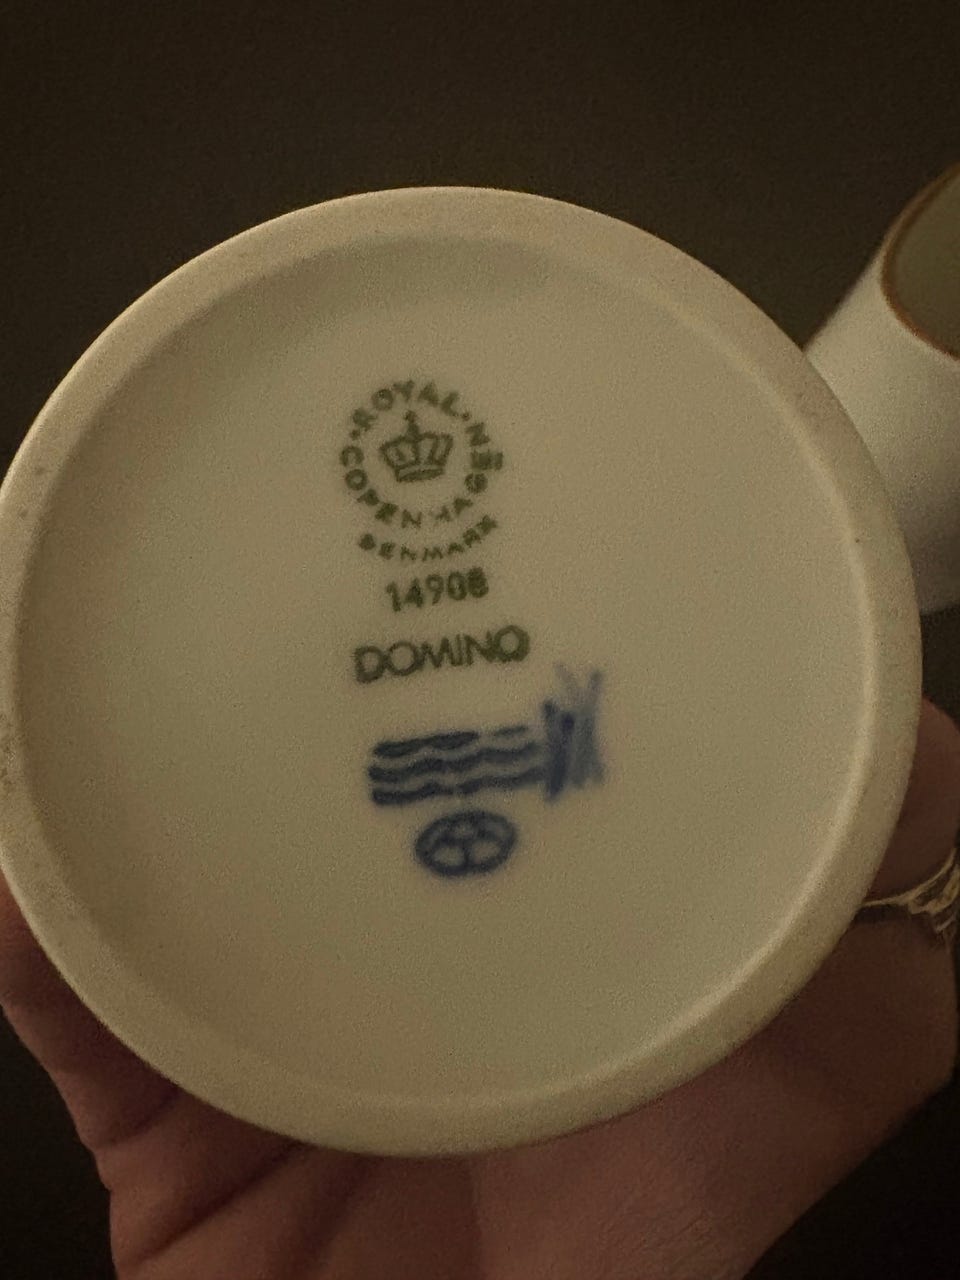 ROYAL·
COPENHAGEN
DENMARK
14908
DOMINO